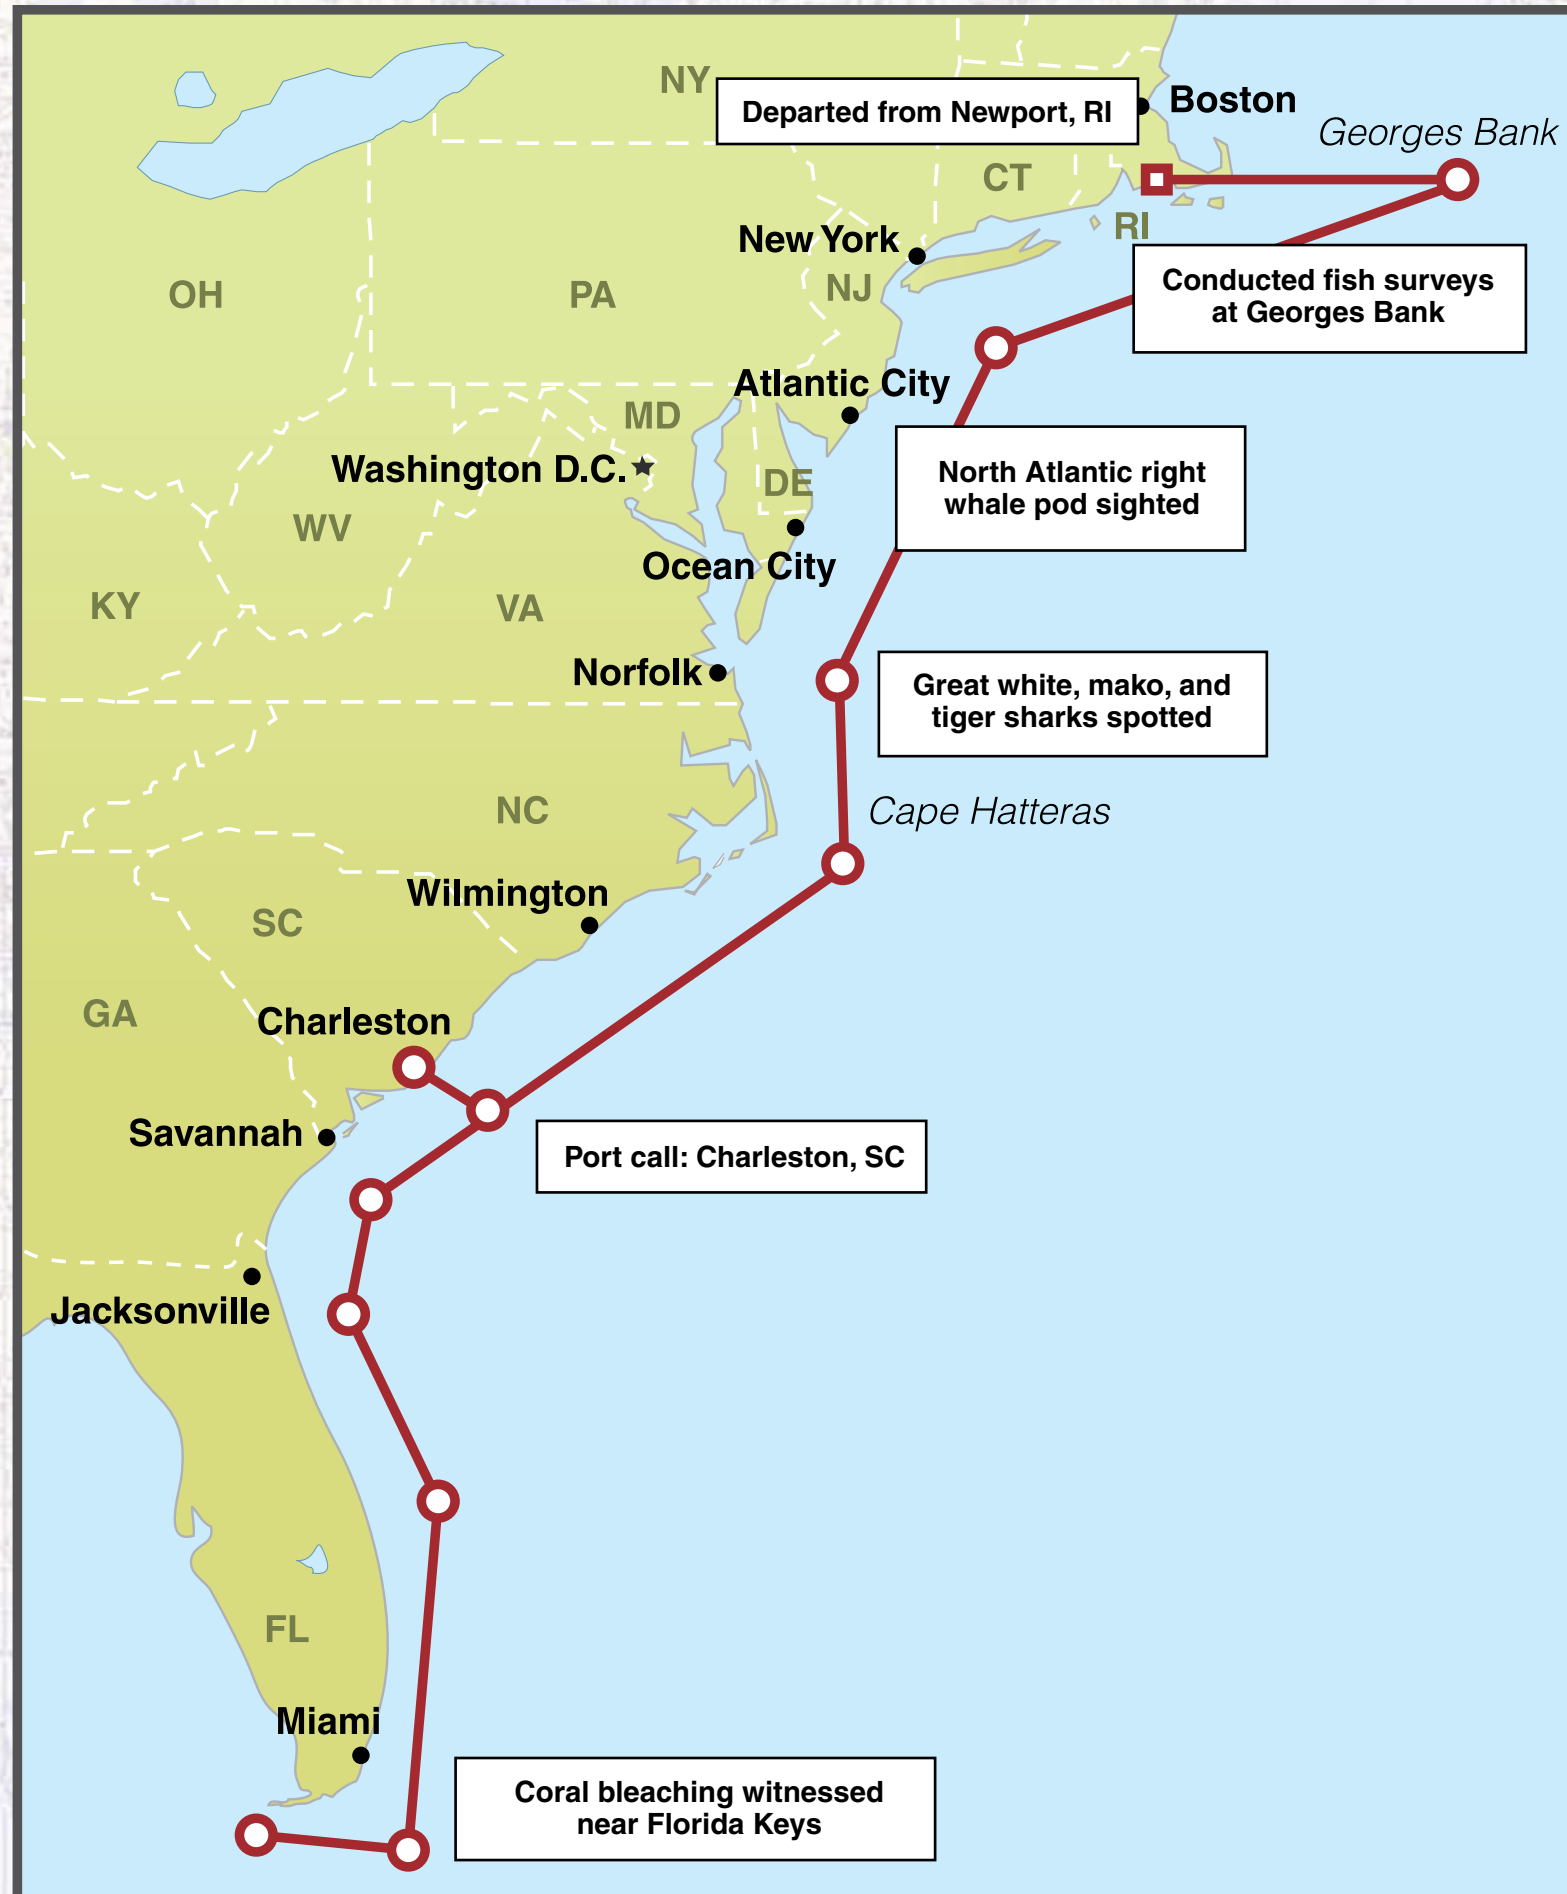 NY
Departed from Newport, RI
Boston
Georges Bank
CT
RI
New York
NJ
OH
PA
Conducted fish surveys
at Georges Bank
Atlantic City
MD
Washington D.C.
DE
North Atlantic right
whale pod sighted
WV
Ocean City
KY
VA
Norfolk
Great white, mako, and
tiger sharks spotted
NC
Cape Hatteras
Wilmington
SC
GA
Charleston
Savannah
Port call: Charleston, SC
Jacksonville
FL
Miami
Coral bleaching witnessed
near Florida Keys